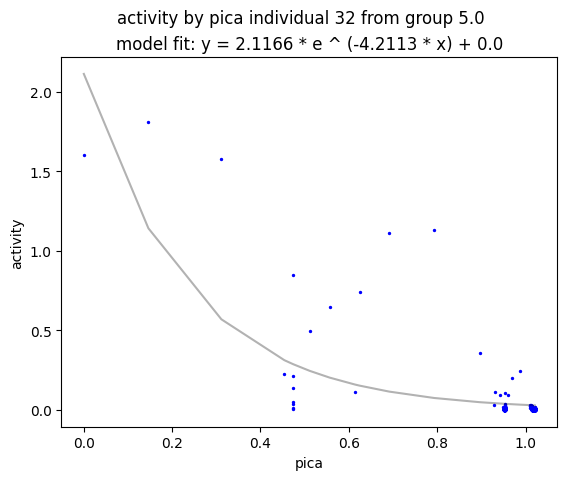 activity by pica individual 32 from group 5.0
model fit: y = 2.1166 * e ^ (-4.2113 * x) + 0.0
2.0
1.5
1.0
0.5
0.0
activity
0.0 0.2 0.4 0.6 0.8 1.0
pica